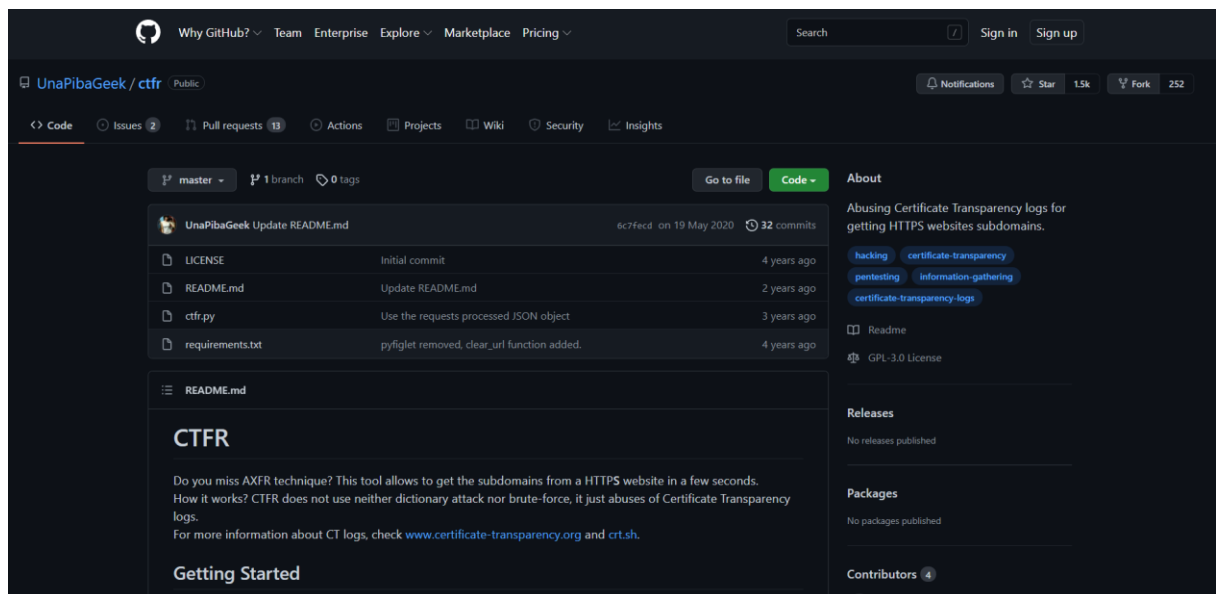 Why GitHub? Team Enterprise Explore Marketplace Pricing Search / Sign in Sign up
UnaPibaGeek / ctfr Public Notifications Star 1.5k Fork 252
Code Issues 2 Pull requests 13 Actions Projects Wiki Security Insights
master 1 branch 0 tags Go to file Code
UnaPibaGeek Update README.md 6c7fecd on 19 May 2020 32 commits
LICENSE Initial commit 4 years ago
README.md Update README.md 2 years ago
ctfr.py Use the requests processed JSON object 3 years ago
requirements.txt pyfiglet removed, clear_url function added. 4 years ago
README.md
CTFR
Do you miss AXFR technique? This tool allows to get the subdomains from a HTTPS website in a few seconds.
How it works? CTFR does not use neither dictionary attack nor brute-force, it just abuses of Certificate Transparency
logs.
For more information about CT logs, check www.certificate-transparency.org and crt.sh.
Getting Started
About
Abusing Certificate Transparency logs for
getting HTTPS websites subdomains.
hacking certificate-transparency
pentesting information-gathering
certificate-transparency-logs
Readme
GPL-3.0 License
Releases
No releases published
Packages
No packages published
Contributors 4